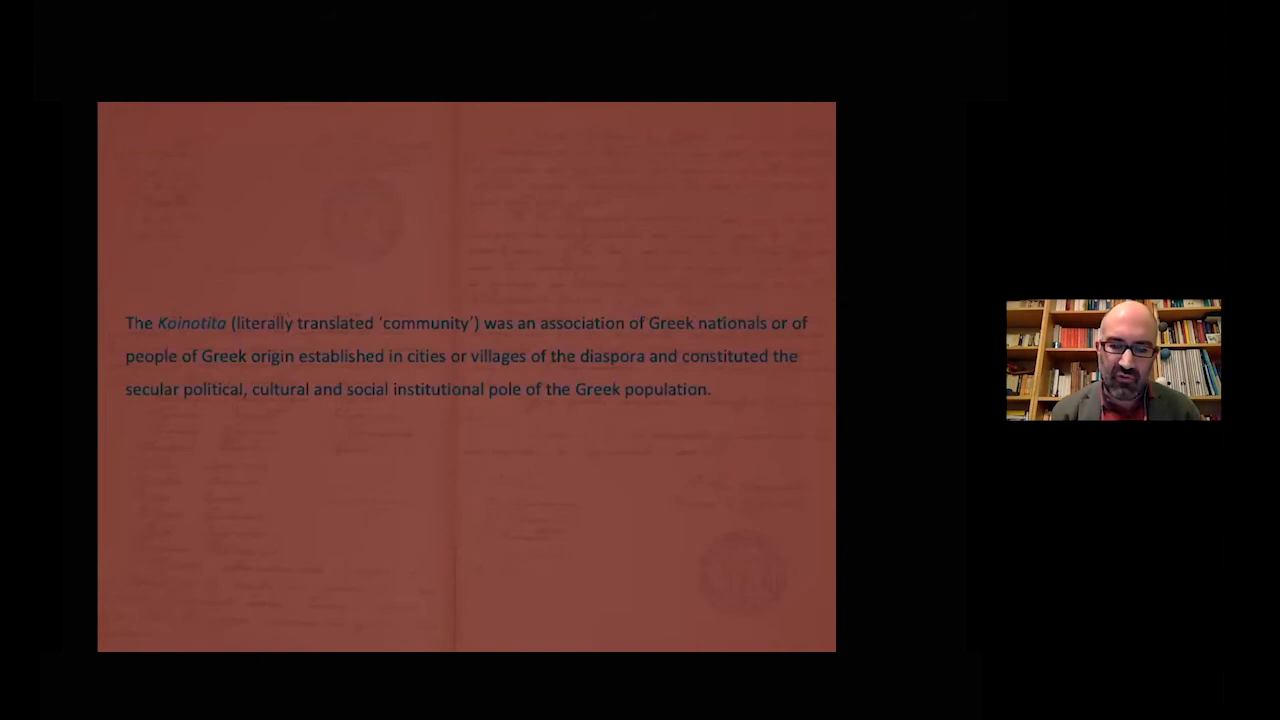 The Koinotita (literally translated ‘community’) was an association of Greek nationals or of
people of Greek origin established in cities or villages of the diaspora and constituted the
secular political, cultural and social institutional pole of the Greek population.